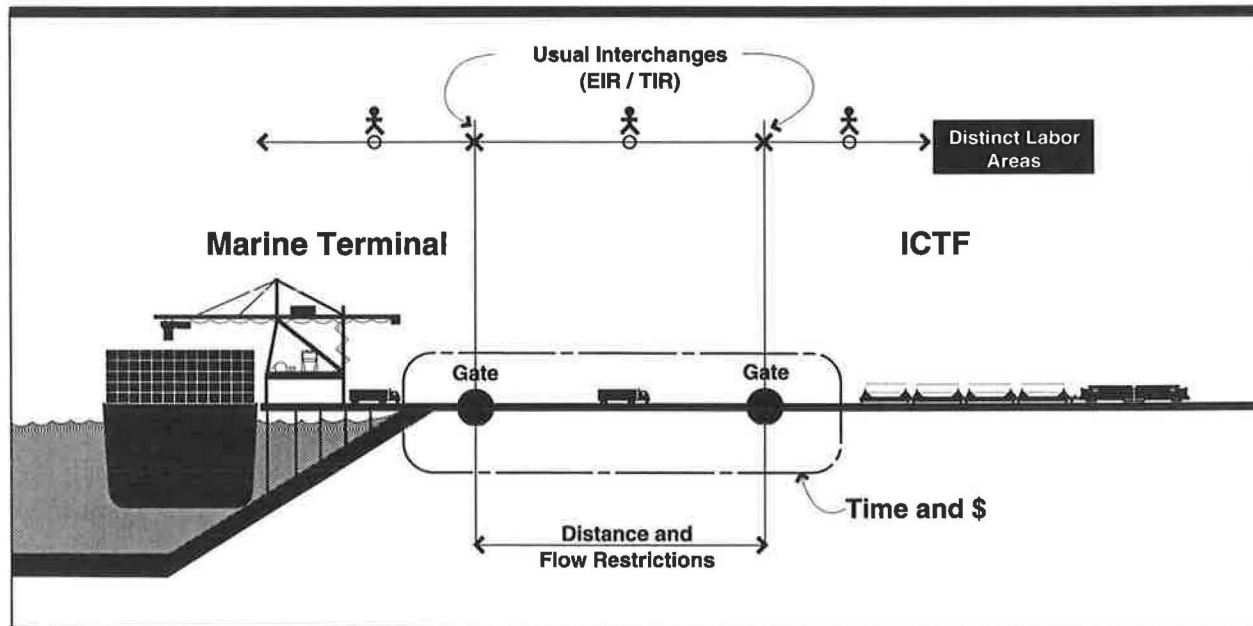 Usual Interchanges
(EIR / TIR)
Distinct Labor
Areas
Marine Terminal
ICTF
Gate
Gate
Time and $
Distance and
Flow Restrictions